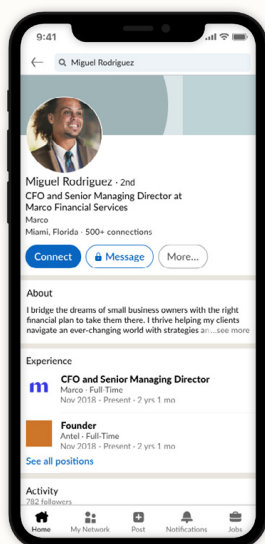 9:41
Miguel Rodriguez
Miguel Rodriguez · 2nd
CFO and Senior Managing Director at
Marco Financial Services
Marco
Miami, Florida · 500+ connections
Connect
Message
More...
About
I bridge the dreams of small business owners with the right
financial plan to take them there. I thrive helping my clients
navigate an ever-changing world with strategies an...see more
Experience
m
CFO and Senior Managing Director
Marco · Full-Time
Nov 2018 - Present · 2 yrs 1 mo
Founder
Antel · Full-Time
Nov 2018 - Present · 2 yrs 1 mo
See all positions
Activity
782 followers
Home
My Network
Post
Notifications
Jobs